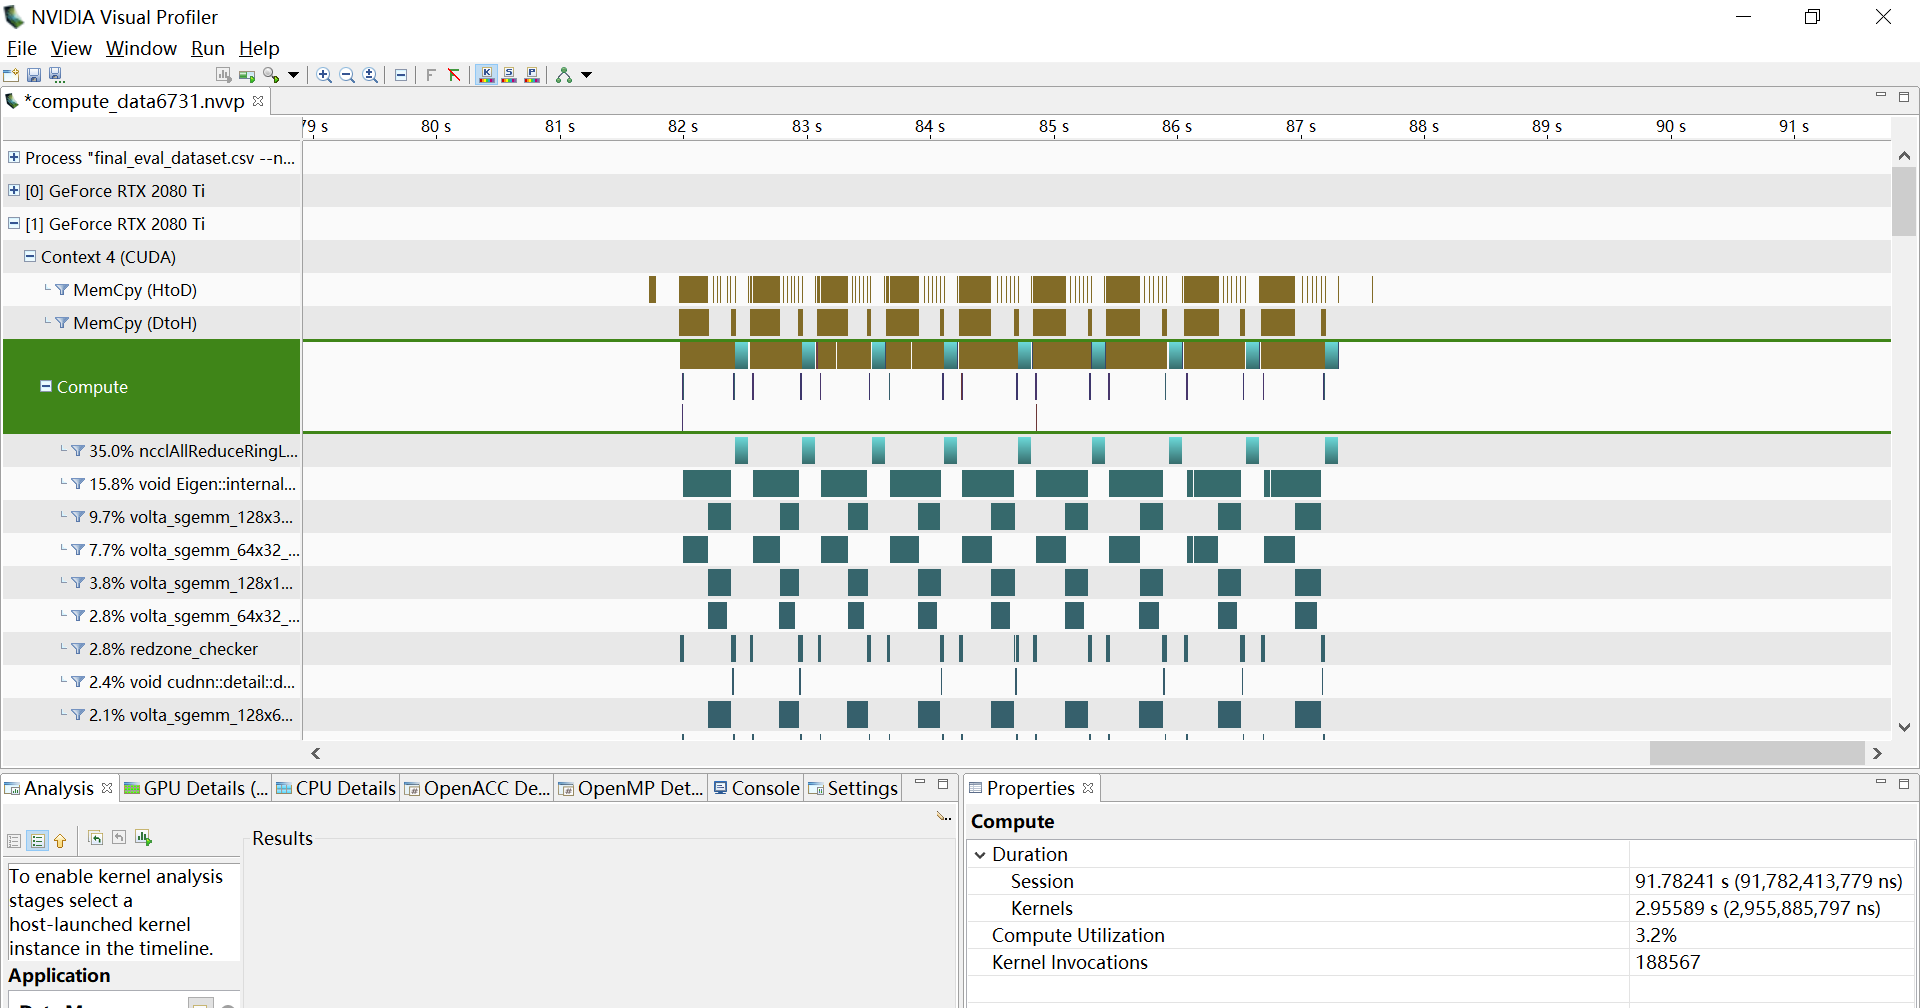 NVIDIA Visual Profiler
File View Window Run Help
F K S P
*compute_data6731.nvvp
79 s 80 s 81 s 82 s 83 s 84 s 85 s 86 s 87 s 88 s 89 s 90 s 91 s
Process "final_eval_dataset.csv --n...
[0] GeForce RTX 2080 Ti
[1] GeForce RTX 2080 Ti
Context 4 (CUDA)
MemCpy (HtoD)
MemCpy (DtoH)
Compute
35.0% ncclAllReduceRingL...
15.8% void Eigen::internal...
9.7% volta_sgemm_128x3...
7.7% volta_sgemm_64x32_...
3.8% volta_sgemm_128x1...
2.8% volta_sgemm_64x32_...
2.8% redzone_checker
2.4% void cudnn::detail::d...
2.1% volta_sgemm_128x6...
Analysis GPU Details (... CPU Details OpenACC De... OpenMP Det... Console Settings
Results
To enable kernel analysis
stages select a
host-launched kernel
instance in the timeline.
Application
Properties
Compute
Duration
Session 91.78241 s (91,782,413,779 ns)
Kernels 2.95589 s (2,955,885,797 ns)
Compute Utilization 3.2%
Kernel Invocations 188567